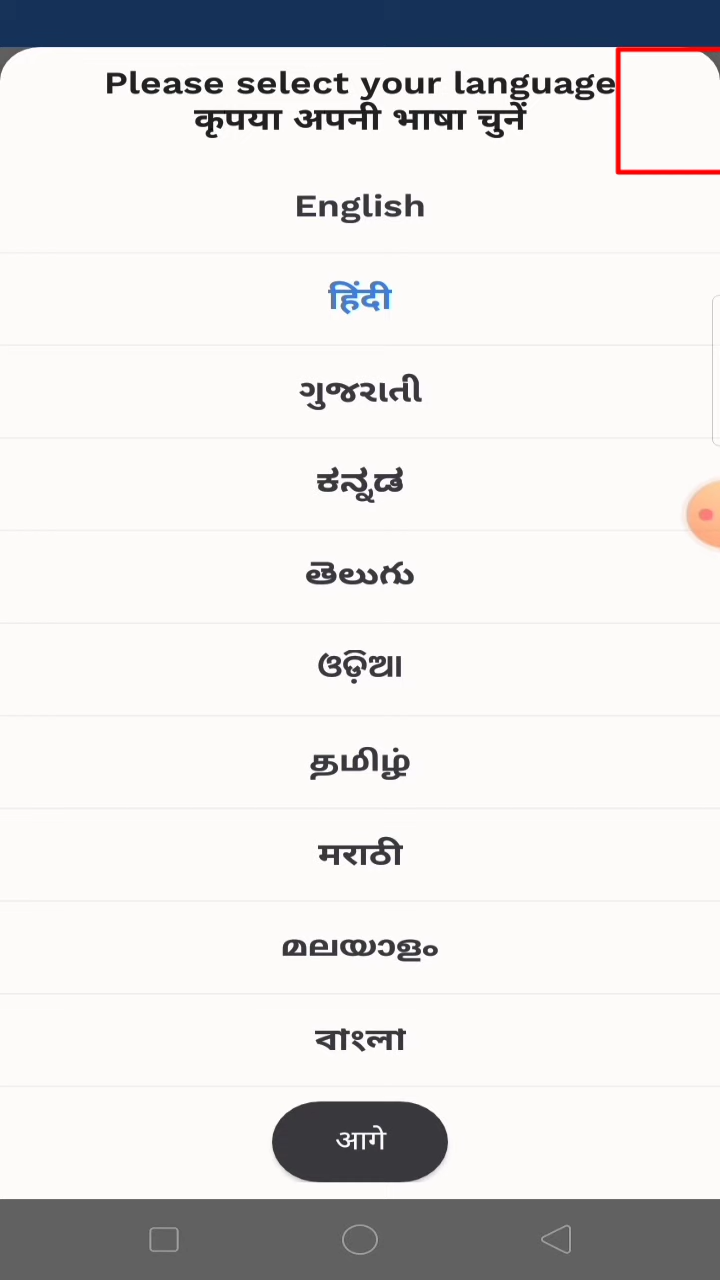 Please select your language
कृपया अपनी भाषा चुनें
English
हिंदी
ગુજરાતી
ಕನ್ನಡ
తెలుగు
ଓଡ଼ିଆ
தமிழ்
मराठी
മലയാളം
বাংলা
आगे